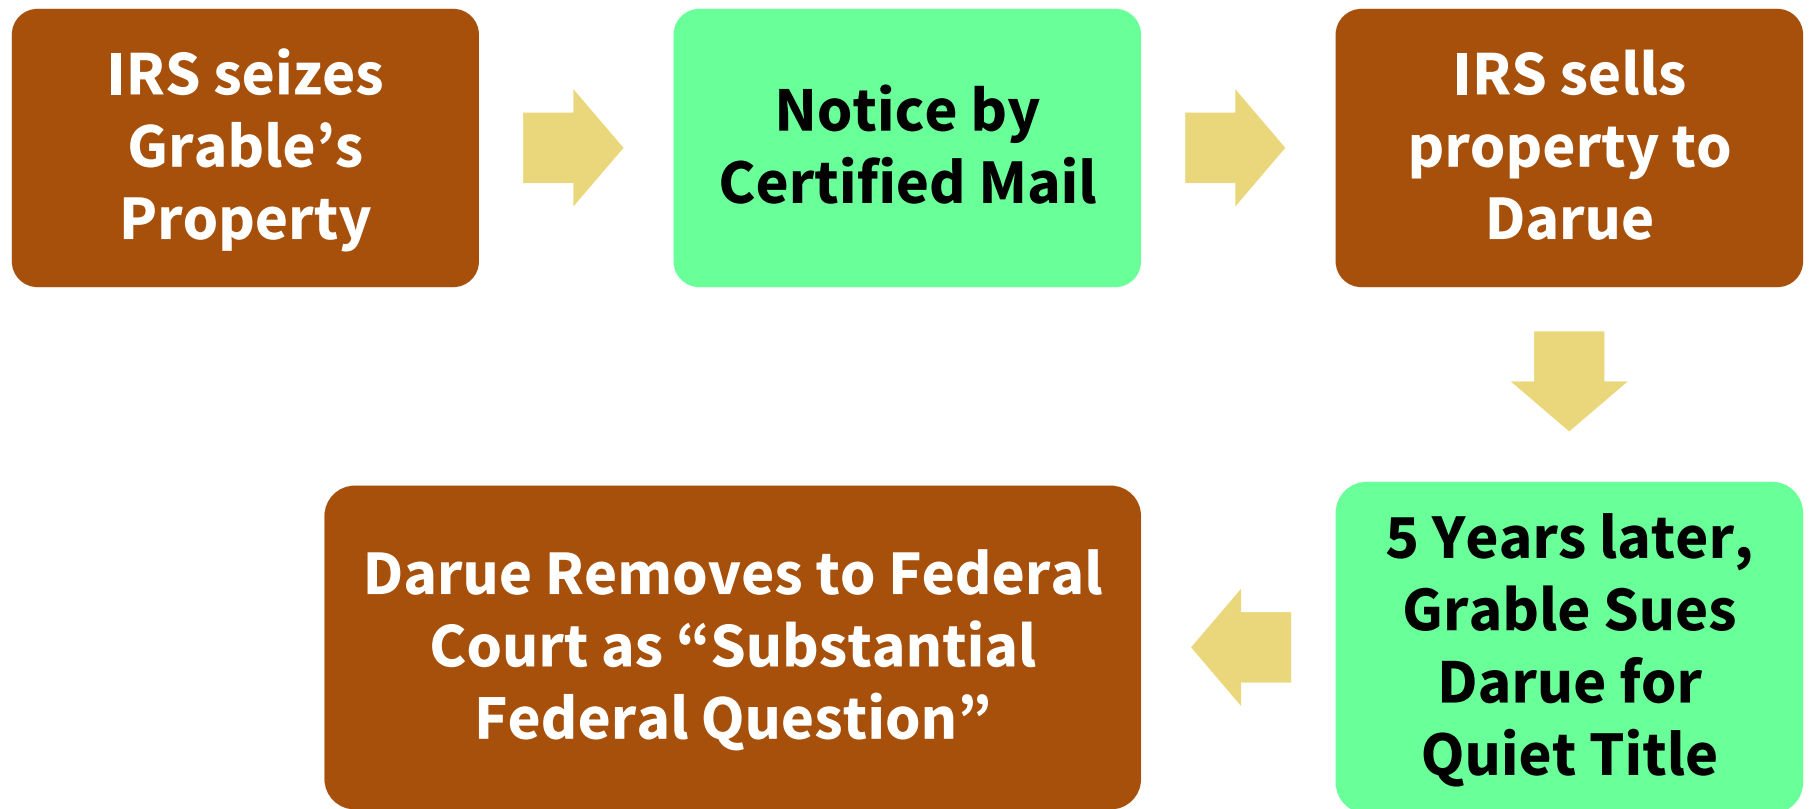 IRS seizes
Grable’s
Property
Notice by
Certified Mail
IRS sells
property to
Darue
5 Years later,
Grable Sues
Darue for
Quiet Title
Darue Removes to Federal
Court as “Substantial
Federal Question”